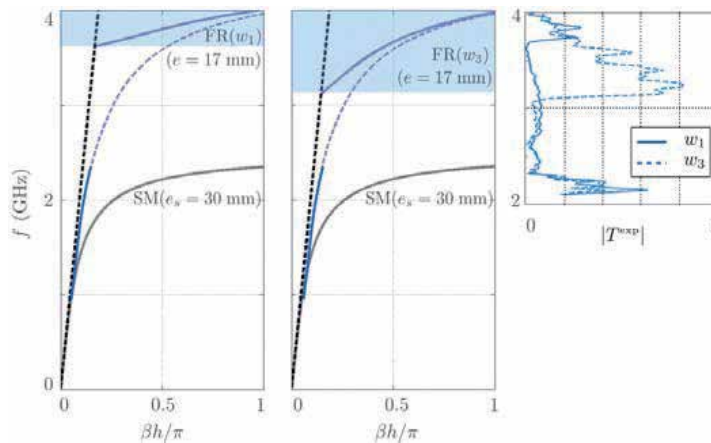 4
2
0
f (GHz)
FR(w₁)
(e = 17 mm)
SM(eₛ = 30 mm)
0
0.5
1
βh/π
FR(w₃)
(e = 17 mm)
SM(eₛ = 30 mm)
0
0.5
1
βh/π
4
2
w₁
w₃
0
1
|Tᵉˣᵖ|